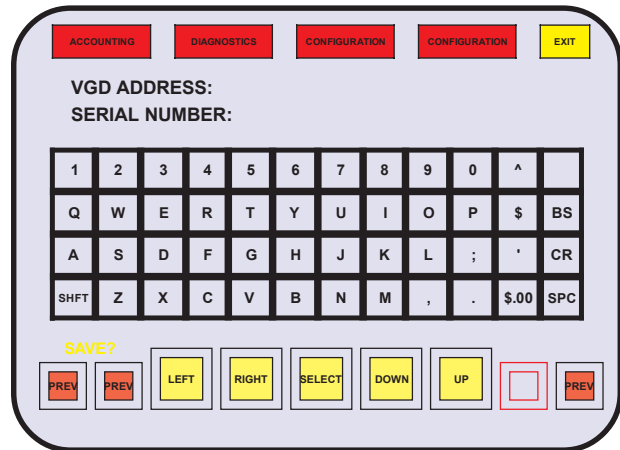 ACCOUNTING DIAGNOSTICS CONFIGURATION CONFIGURATION EXIT
VGD ADDRESS:
SERIAL NUMBER:
1 2 3 4 5 6 7 8 9 0 ^
Q W E R T Y U I O P $ BS
A S D F G H J K L ; ' CR
SHFT Z X C V B N M , . $.00 SPC
SAVE?
PREV PREV LEFT RIGHT SELECT DOWN UP PREV